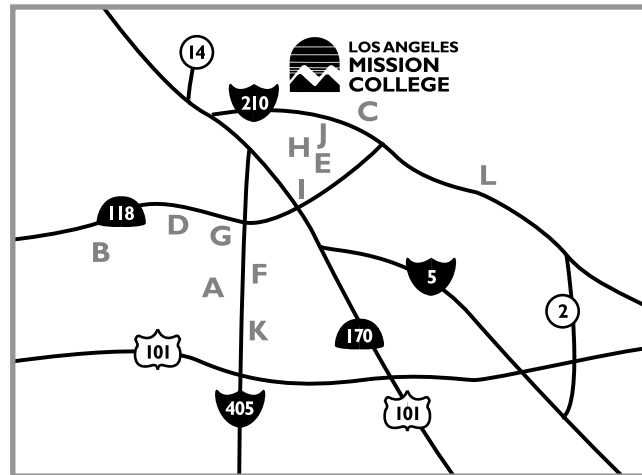 14
LOS ANGELES
MISSION
COLLEGE
210
C
J
H
E
L
I
118
D
G
B
5
F
A
2
K
170
101
405
101